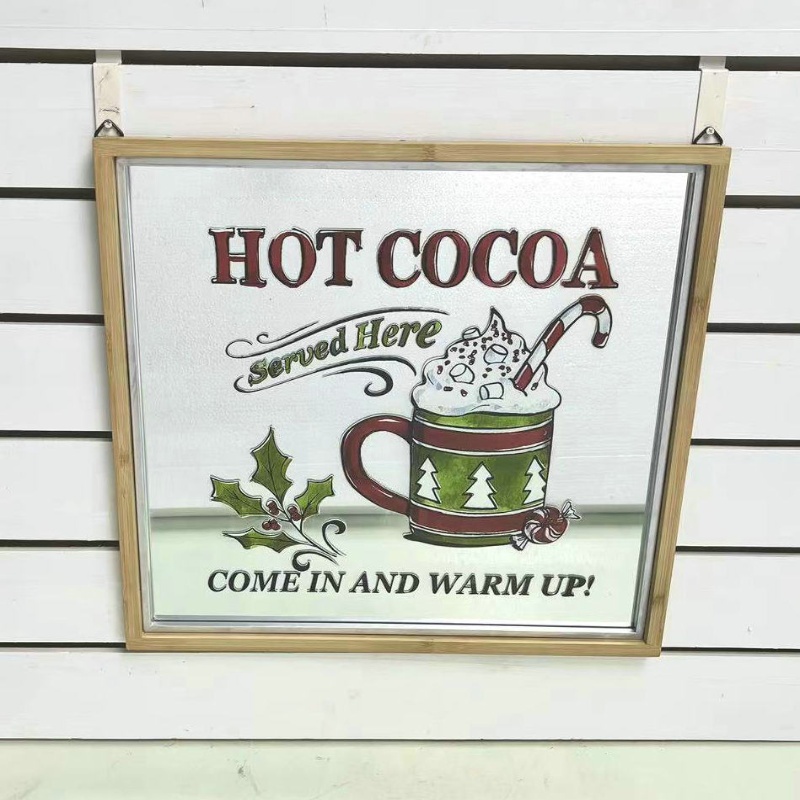 HOT COCOA
Served Here
COME IN AND WARM UP!